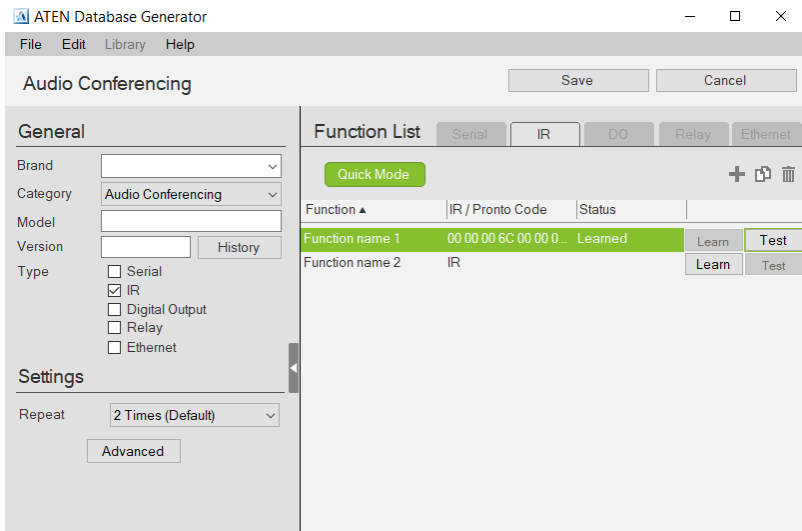 ATEN Database Generator
File Edit Library Help
Audio Conferencing
Save Cancel
General
Brand
Category Audio Conferencing
Model
Version History
Type Serial
IR
Digital Output
Relay
Ethernet
Settings
Repeat 2 Times (Default)
Advanced
Function List Serial IR DO Relay Ethernet
Quick Mode
Function IR / Pronto Code Status
Function name 1 00 00 00 6C 00 00 0... Learned Learn Test
Function name 2 IR Learn Test